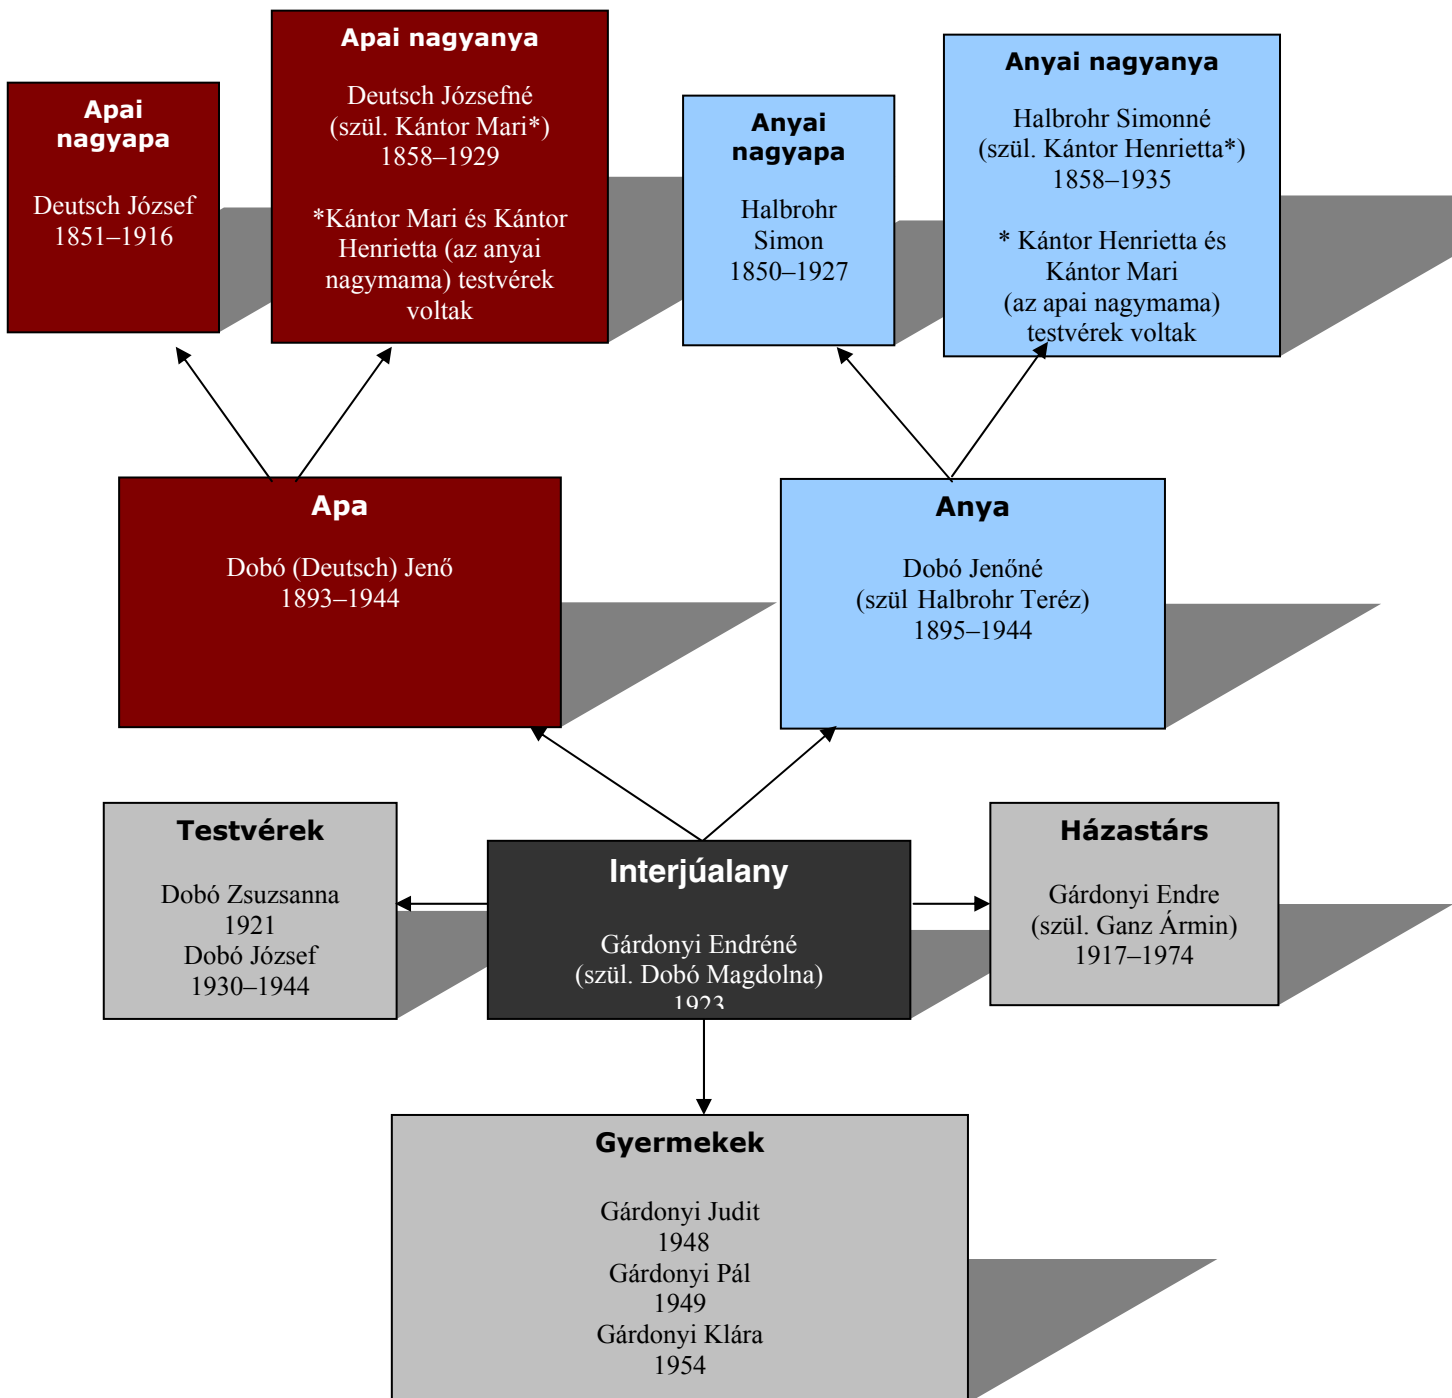 Apai
nagyapa
Deutsch József
1851–1916
Apai nagyanya
Deutsch Józsefné
(szül. Kántor Mari*)
1858–1929
*Kántor Mari és Kántor
Henrietta (az anyai
nagymama) testvérek
voltak
Anyai
nagyapa
Halbrohr
Simon
1850–1927
Anyai nagyanya
Halbrohr Simonné
(szül. Kántor Henrietta*)
1858–1935
* Kántor Henrietta és
Kántor Mari
(az apai nagymama)
testvérek voltak
Apa
Dobó (Deutsch) Jenő
1893–1944
Anya
Dobó Jenőné
(szül Halbrohr Teréz)
1895–1944
Testvérek
Dobó Zsuzsanna
1921
Dobó József
1930–1944
Interjúalany
Gárdonyi Endréné
(szül. Dobó Magdolna)
1923
Házastárs
Gárdonyi Endre
(szül. Ganz Ármin)
1917–1974
Gyermekek
Gárdonyi Judit
1948
Gárdonyi Pál
1949
Gárdonyi Klára
1954